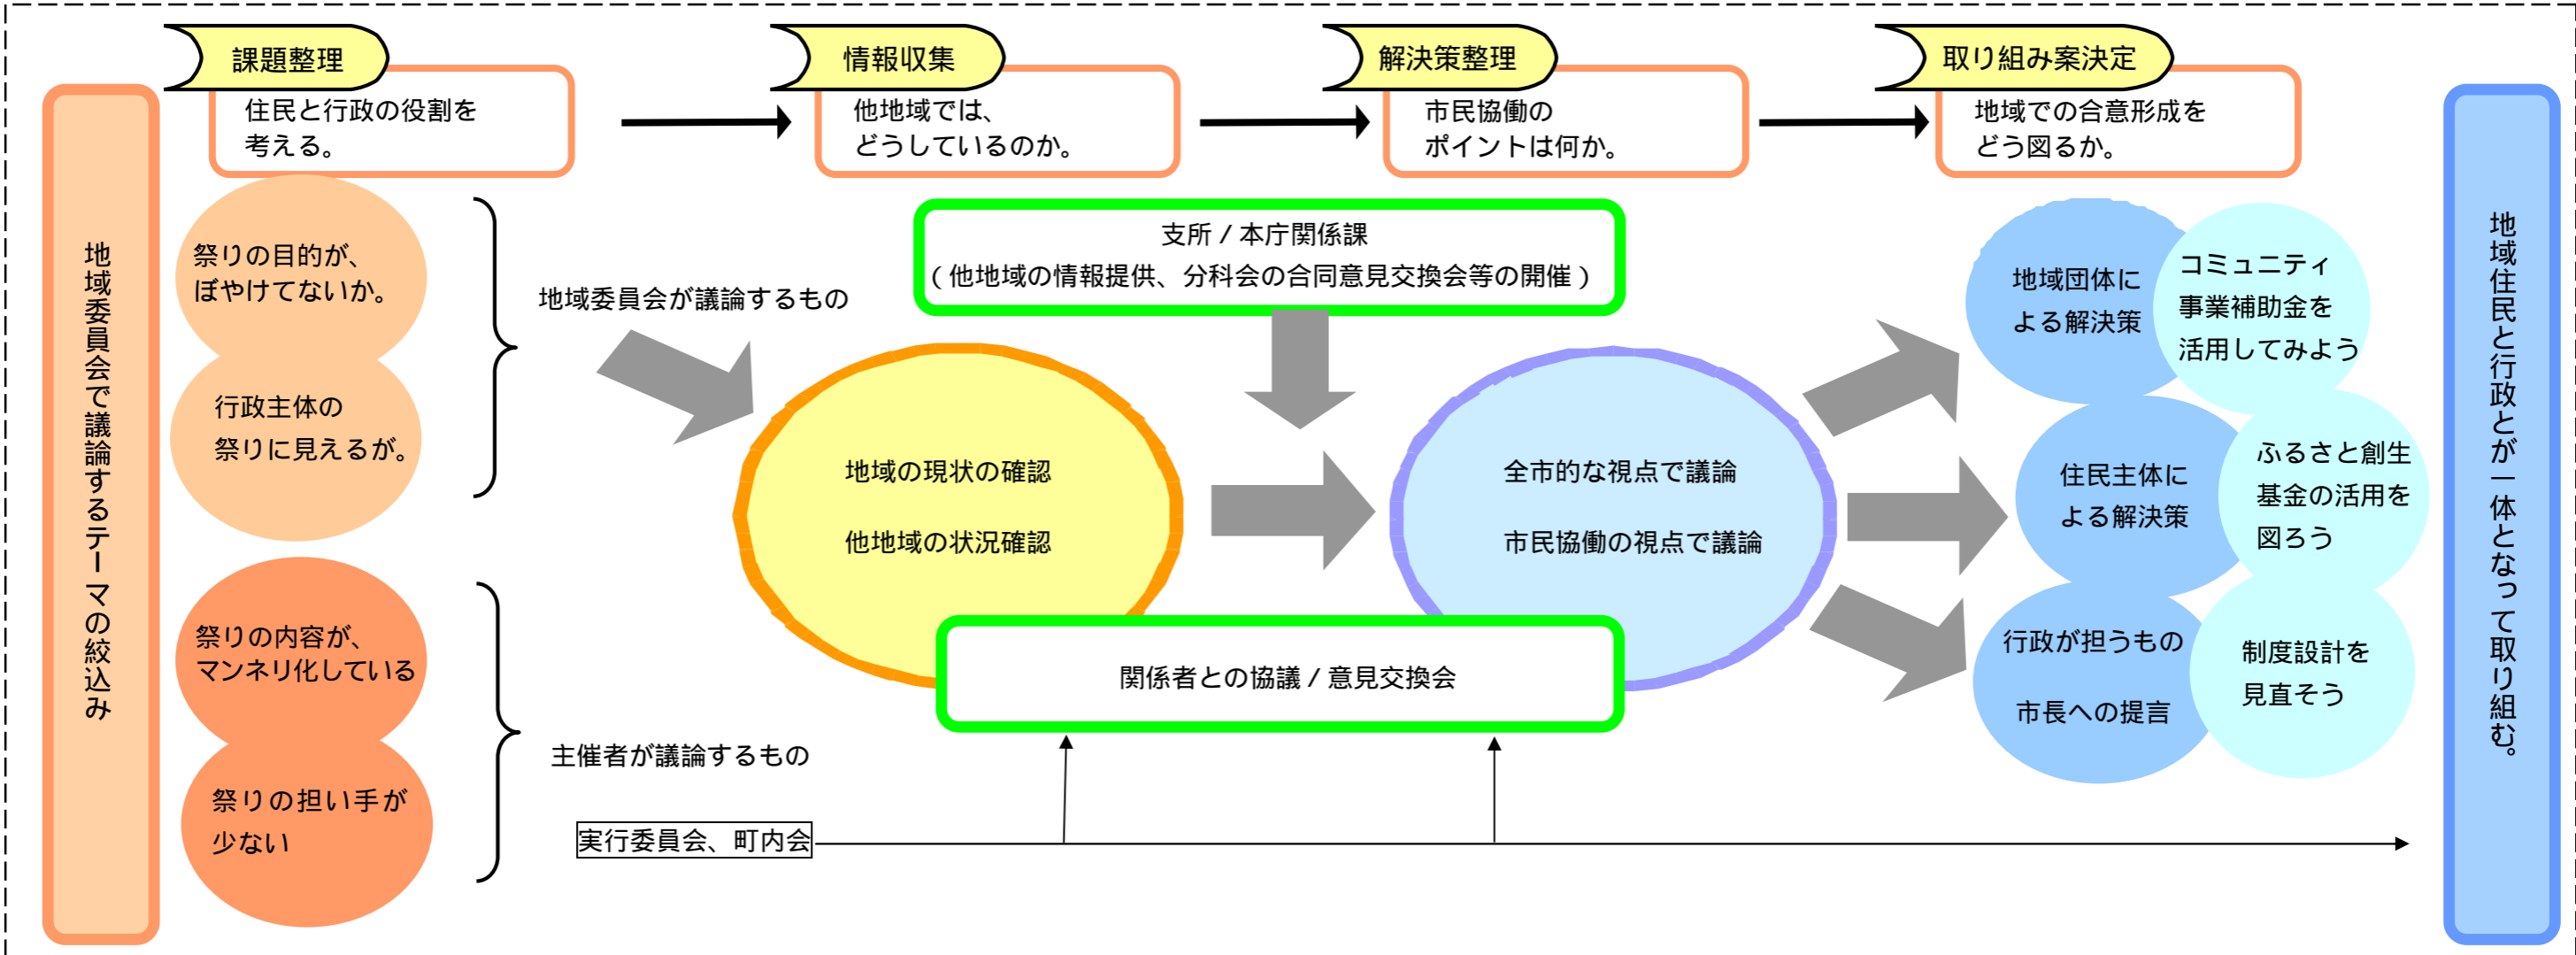 課題整理
住民と行政の役割を
考える。
情報収集
他地域では、
どうしているのか。
解決策整理
市民協働の
ポイントは何か。
取り組み案決定
地域での合意形成を
どう図るか。
地域委員会で議論するテーマの絞込み
祭りの目的が、
ぼやけてないか。
行政主体の
祭りに見えるが。
地域委員会が議論するもの
祭りの内容が、
マンネリ化している
祭りの担い手が
少ない
主催者が議論するもの
実行委員会、町内会
支所 / 本庁関係課
( 他地域の情報提供、分科会の合同意見交換会等の開催 )
地域の現状の確認
他地域の状況確認
全市的な視点で議論
市民協働の視点で議論
関係者との協議 / 意見交換会
地域団体に
よる解決策
コミュニティ
事業補助金を
活用してみよう
住民主体に
よる解決策
ふるさと創生
基金の活用を
図ろう
行政が担うもの
市長への提言
制度設計を
見直そう
地域住民と行政とが一体となって取り組む。